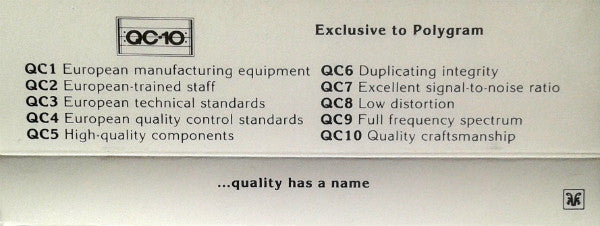 QC-10
Exclusive to Polygram
QC1 European manufacturing equipment
QC2 European-trained staff
QC3 European technical standards
QC4 European quality control standards
QC5 High-quality components
QC6 Duplicating integrity
QC7 Excellent signal-to-noise ratio
QC8 Low distortion
QC9 Full frequency spectrum
QC10 Quality craftsmanship
...quality has a name